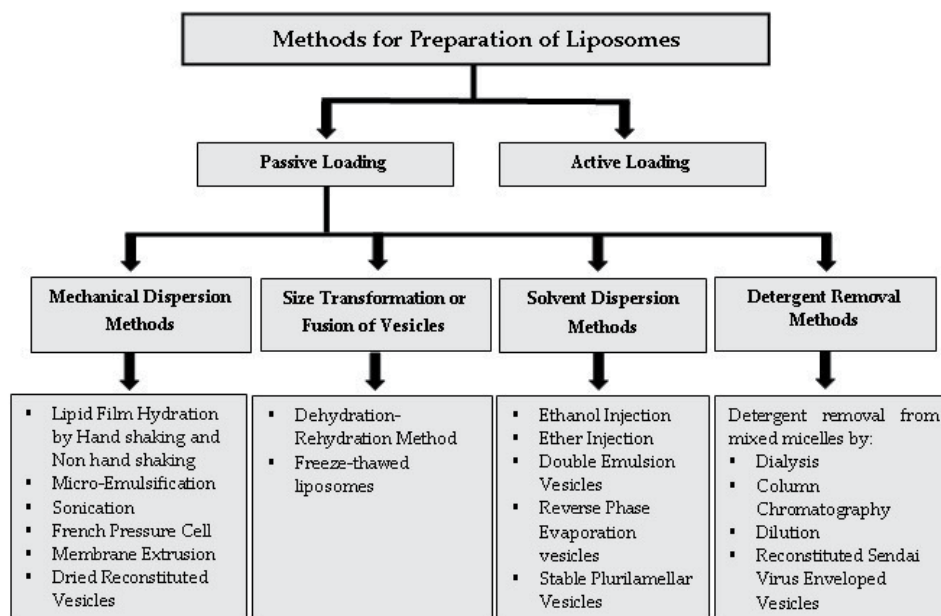 Methods for Preparation of Liposomes
Passive Loading
Active Loading
Mechanical Dispersion
Methods
Size Transformation or
Fusion of Vesicles
Solvent Dispersion
Methods
Detergent Removal
Methods
▪ Lipid Film Hydration
by Hand shaking and
Non hand shaking
▪ Micro-Emulsification
▪ Sonication
▪ French Pressure Cell
▪ Membrane Extrusion
▪ Dried Reconstituted
Vesicles
▪ Dehydration-
Rehydration Method
▪ Freeze-thawed
liposomes
▪ Ethanol Injection
▪ Ether Injection
▪ Double Emulsion
Vesicles
▪ Reverse Phase
Evaporation
vesicles
▪ Stable Plurilamellar
Vesicles
Detergent removal from
mixed micelles by:
▪ Dialysis
▪ Column
Chromatography
▪ Dilution
▪ Reconstituted Sendai
Virus Enveloped
Vesicles